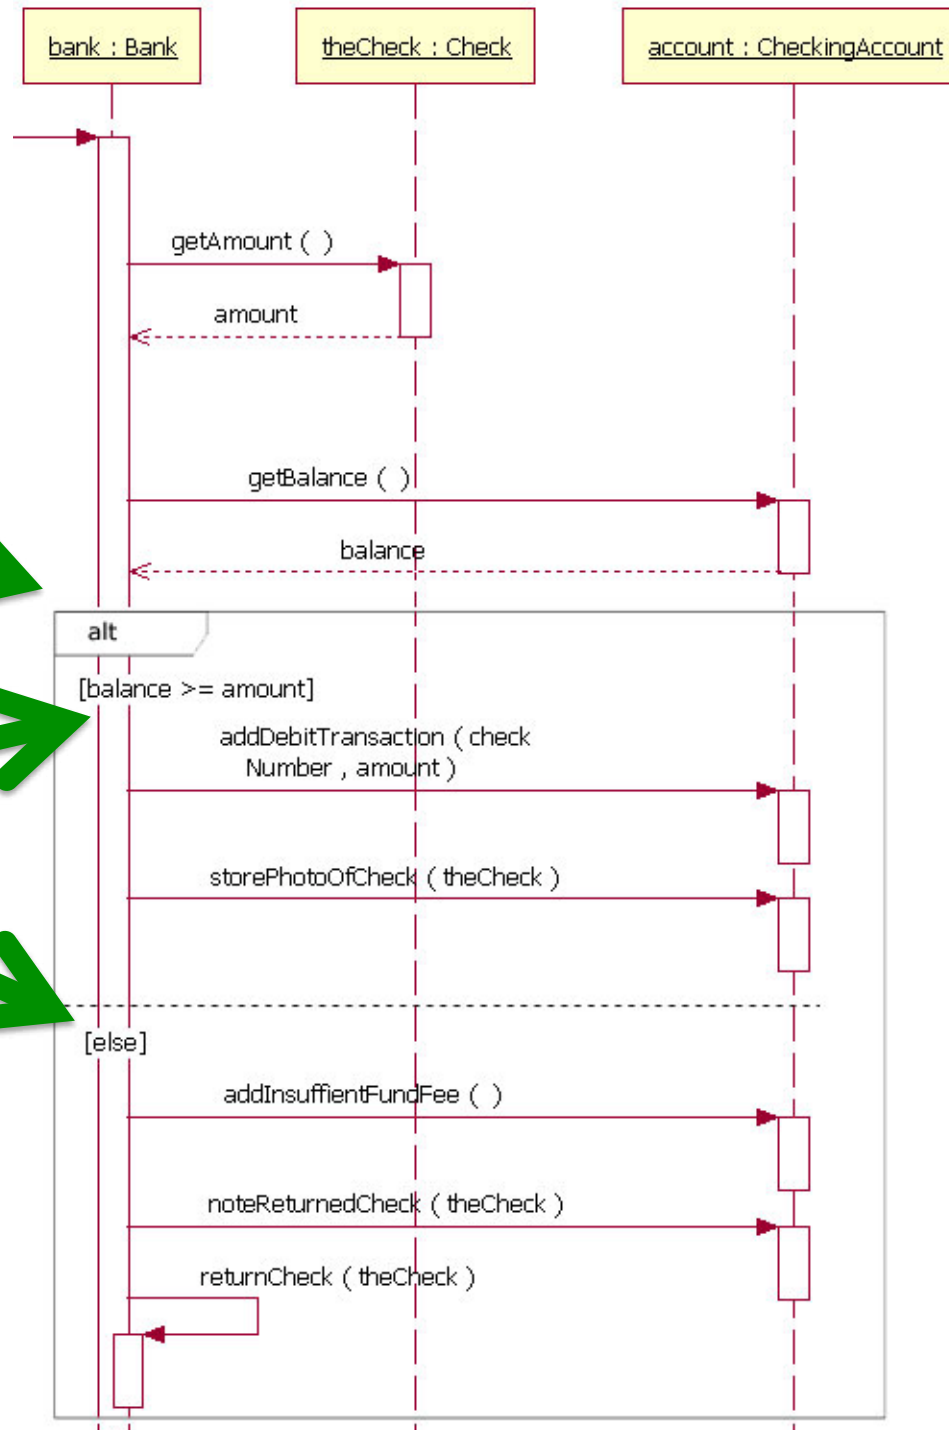 bank : Bank
theCheck : Check
account : CheckingAccount
getAmount ( )
amount
getBalance ( )
balance
alt
[balance >= amount]
addDebitTransaction ( check
Number , amount )
storePhotoOfCheck ( theCheck )
[else]
addInsuffientFundFee ( )
noteReturnedCheck ( theCheck )
returnCheck ( theCheck )